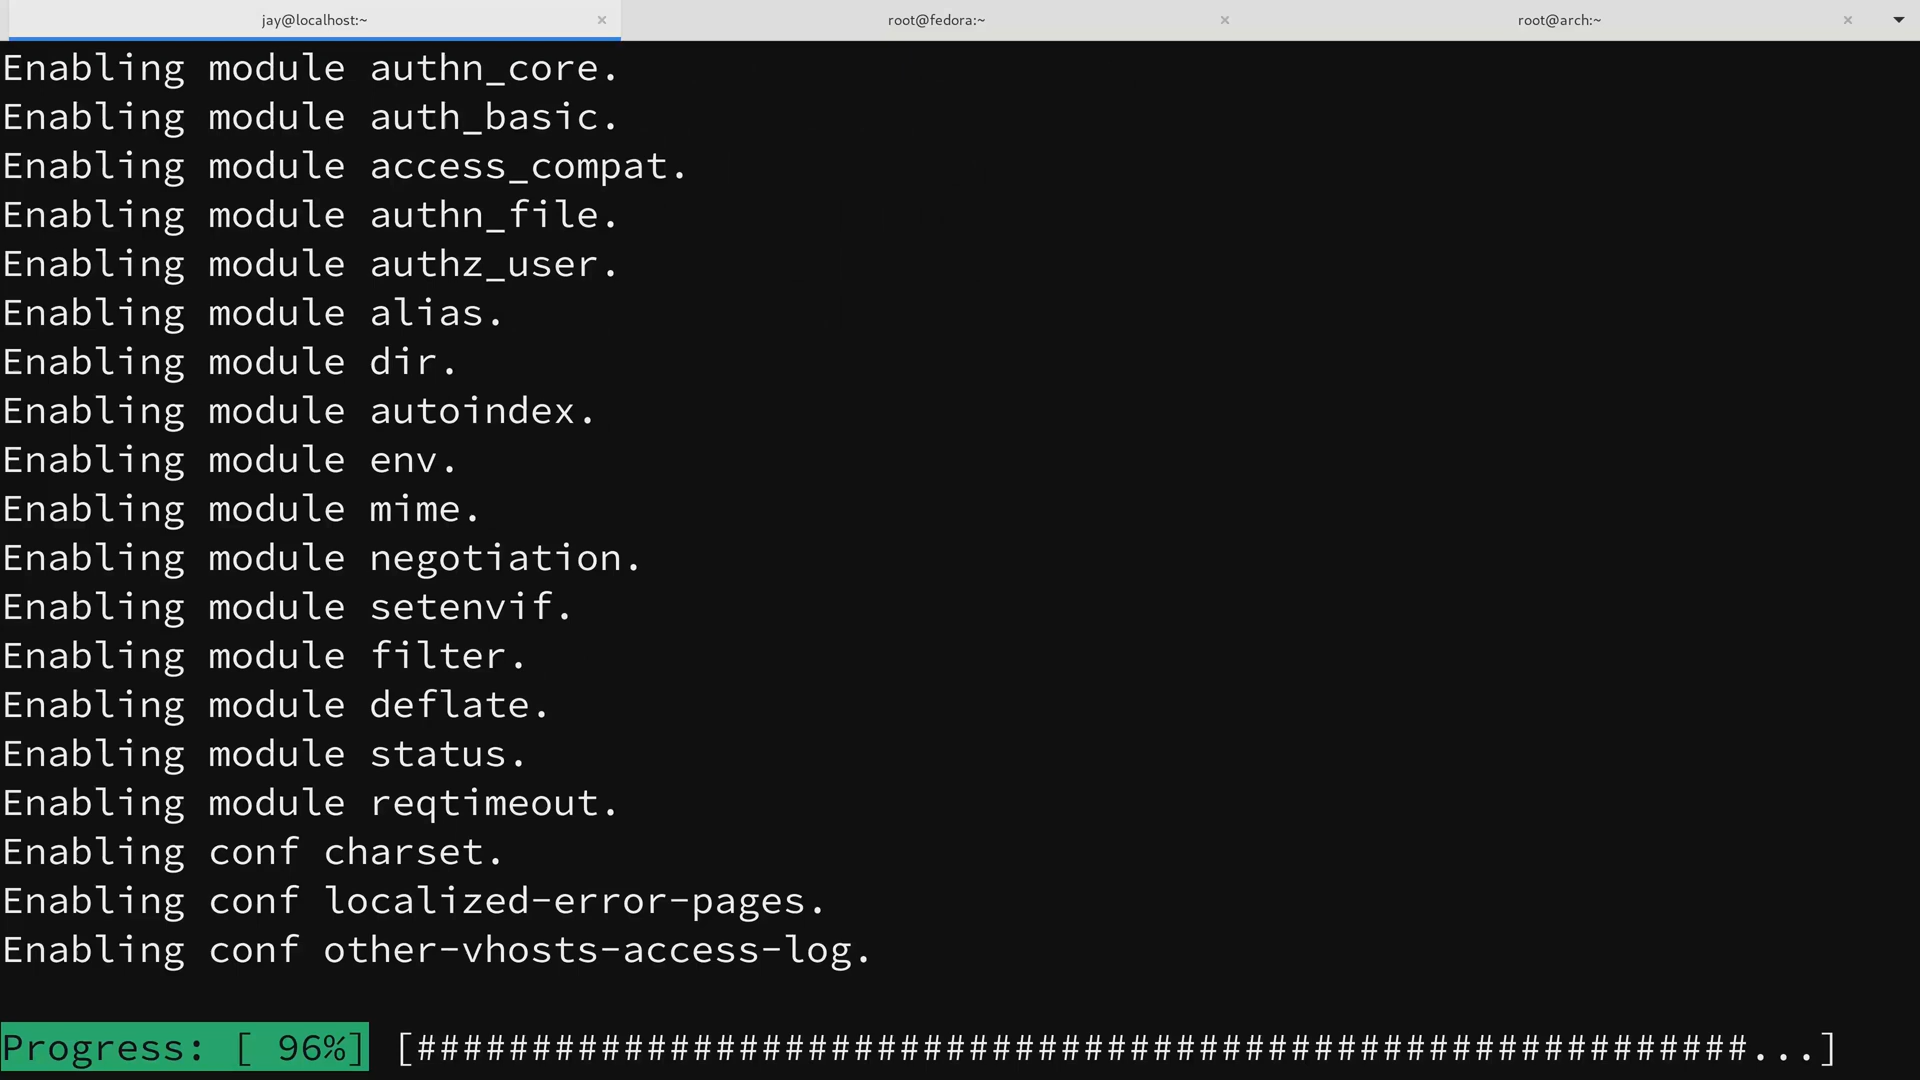 jay@localhost:~ × root@fedora:~ × root@arch:~ ×
Enabling module authn_core.
Enabling module auth_basic.
Enabling module access_compat.
Enabling module authn_file.
Enabling module authz_user.
Enabling module alias.
Enabling module dir.
Enabling module autoindex.
Enabling module env.
Enabling module mime.
Enabling module negotiation.
Enabling module setenvif.
Enabling module filter.
Enabling module deflate.
Enabling module status.
Enabling module reqtimeout.
Enabling conf charset.
Enabling conf localized-error-pages.
Enabling conf other-vhosts-access-log.
Progress: [ 96%] [##########################################################...]